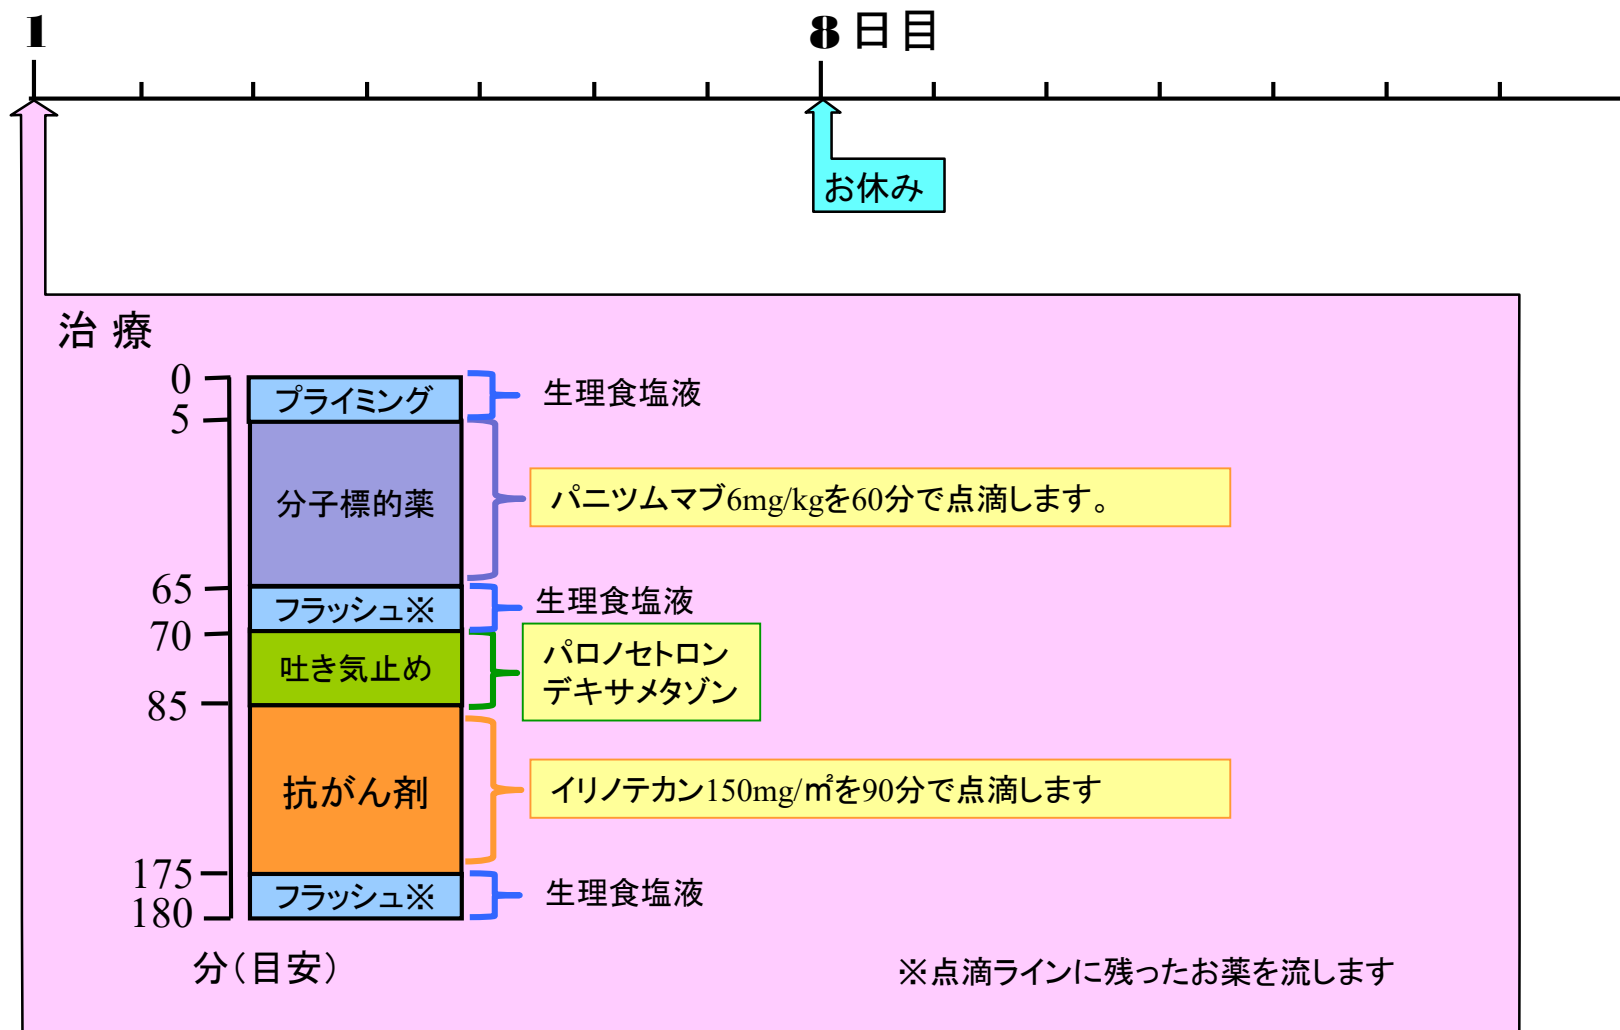 1
8日目
お休み
治 療
0
プライミング
生理食塩液
5
分子標的薬
パニツムマブ6mg/kgを60分で点滴します。
65
フラッシュ※
生理食塩液
70
吐き気止め
パロノセトロン
デキサメタゾン
85
抗がん剤
イリノテカン150mg/㎡を90分で点滴します
175
フラッシュ※
生理食塩液
180
分(目安)
※点滴ラインに残ったお薬を流します